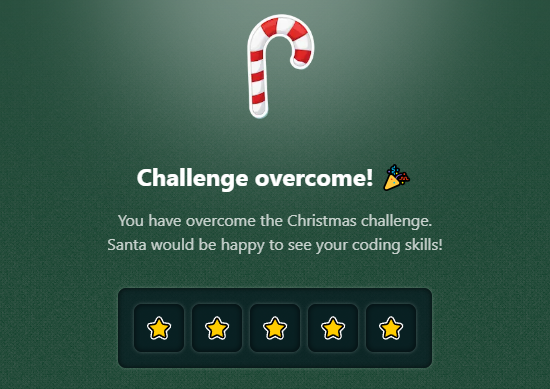 Challenge overcome! 🎉
You have overcome the Christmas challenge.
Santa would be happy to see your coding skills!